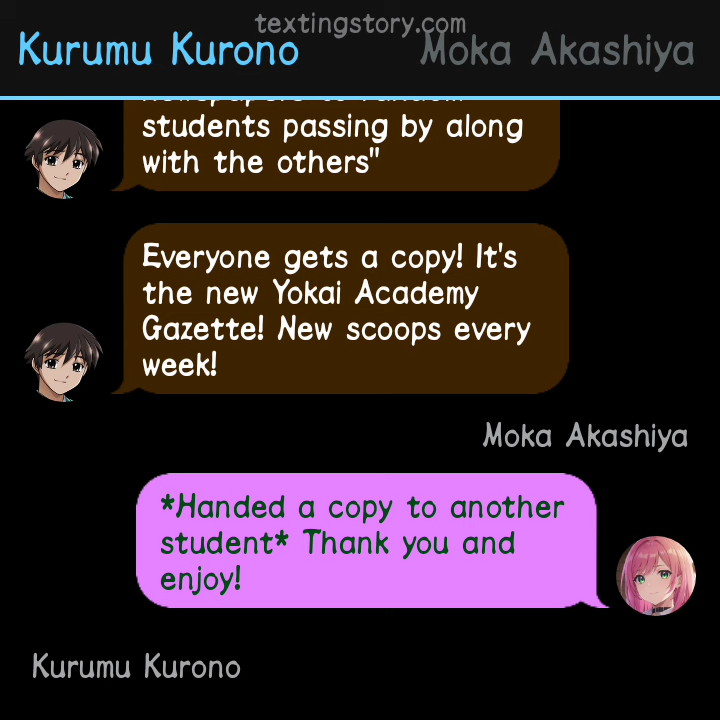 textingstory.com
Kurumu Kurono
Moka Akashiya
students passing by along
with the others"
Everyone gets a copy! It's
the new Yokai Academy
Gazette! New scoops every
week!
Moka Akashiya
*Handed a copy to another
student* Thank you and
enjoy!
Kurumu Kurono